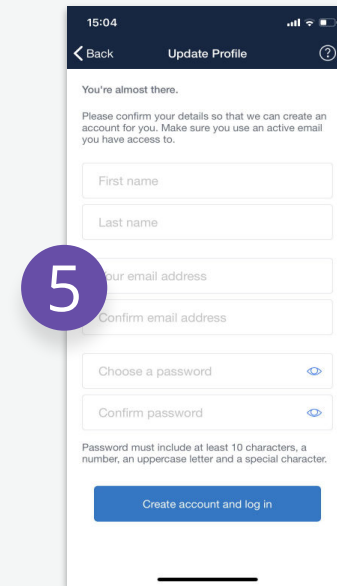 15:04
Back Update Profile ?
You're almost there.
Please confirm your details so that we can create an
account for you. Make sure you use an active email
you have access to.
First name
Last name
5
Your email address
Confirm email address
Choose a password
Confirm password
Password must include at least 10 characters, a
number, an uppercase letter and a special character.
Create account and log in